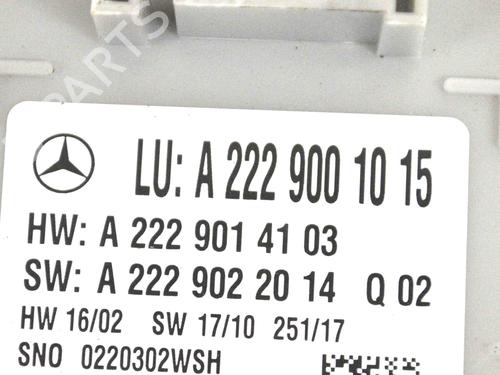 PARTS
LU: A 222 900 10 15
HW: A 222 901 41 03
SW: A 222 902 20 14 Q 02
HW 16/02 SW 17/10 251/17
SNO 0220302WSH